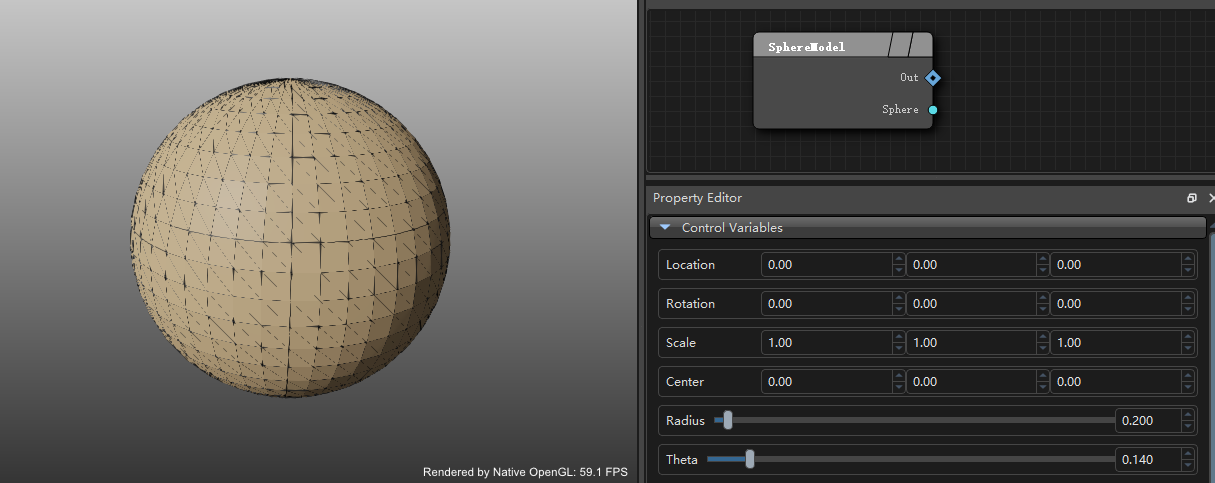 SphereModel
Out
Sphere
Property Editor
Control Variables
Location 0.00 0.00 0.00
Rotation 0.00 0.00 0.00
Scale 1.00 1.00 1.00
Center 0.00 0.00 0.00
Radius 0.200
Theta 0.140
Rendered by Native OpenGL: 59.1 FPS